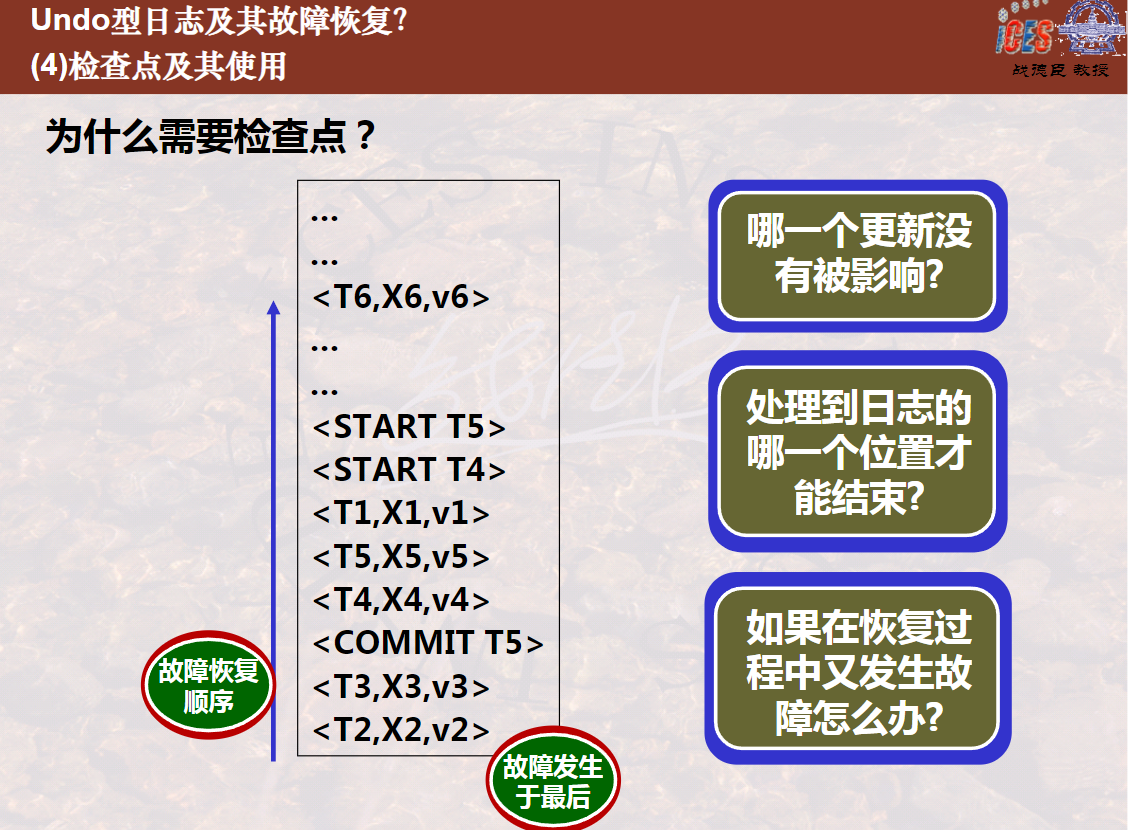 Undo型日志及其故障恢复?
(4)检查点及其使用
iCES
战德臣 教授
为什么需要检查点？
...
...
<T6,X6,v6>
...
...
<START T5>
<START T4>
<T1,X1,v1>
<T5,X5,v5>
<T4,X4,v4>
<COMMIT T5>
<T3,X3,v3>
<T2,X2,v2>
故障恢复
顺序
故障发生
于最后
哪一个更新没
有被影响?
处理到日志的
哪一个位置才
能结束?
如果在恢复过
程中又发生故
障怎么办?